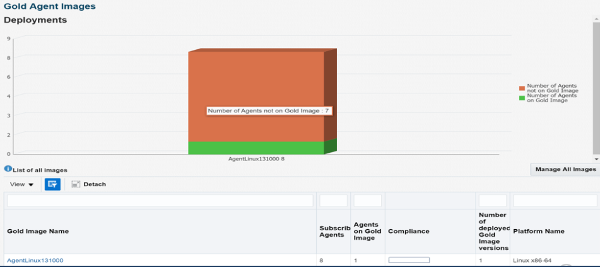 Gold Agent Images
Deployments
9
8
6
4
3
2
0
Number of Agents
not on Gold Image
Number of Agents
on Gold Image
Number of Agents not on Gold Image : 7
AgentLinux131000 8
List of all images
Manage All Images
View
Detach
Gold Image Name
Subscrib
Agents
Agents
on Gold
Image
Compliance
Number
of
deployed
Gold
Image
versions
Platform Name
AgentLinux131000
8
1
1
Linux x86-64